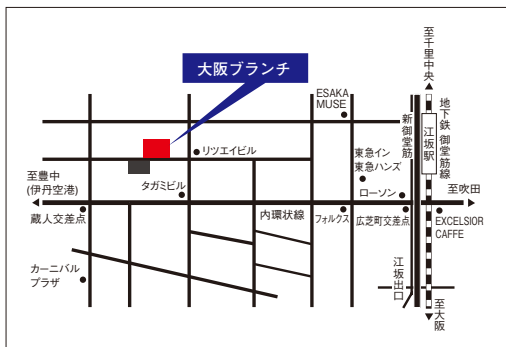 至千里中央
大阪ブランチ
ESAKA
MUSE
新御堂筋
江坂駅
地下鉄 御堂筋線
リツエイビル
東急イン
東急ハンズ
至豊中
(伊丹空港)
タガミビル
ローソン
至吹田
蔵人交差点
内環状線
フォルクス
広芝町交差点
EXCELSIOR
CAFFE
カーニバル
プラザ
江坂出口
至大阪